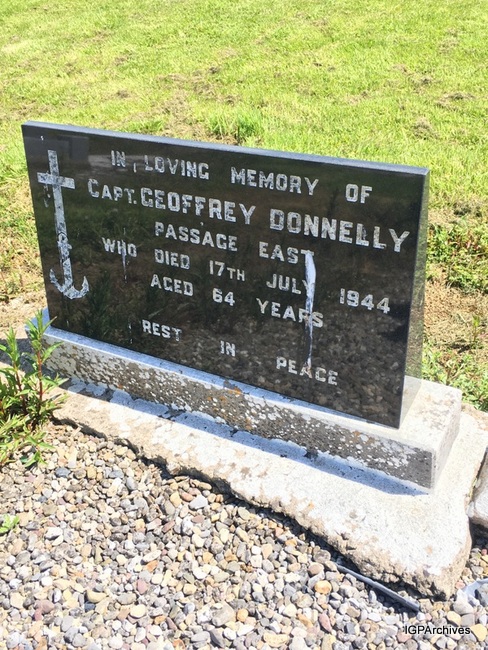 IN LOVING MEMORY OF
CAPT. GEOFFREY DONNELLY
PASSAGE EAST
WHO DIED 17TH JULY 1944
AGED 64 YEARS
REST IN PEACE
IGPArchives